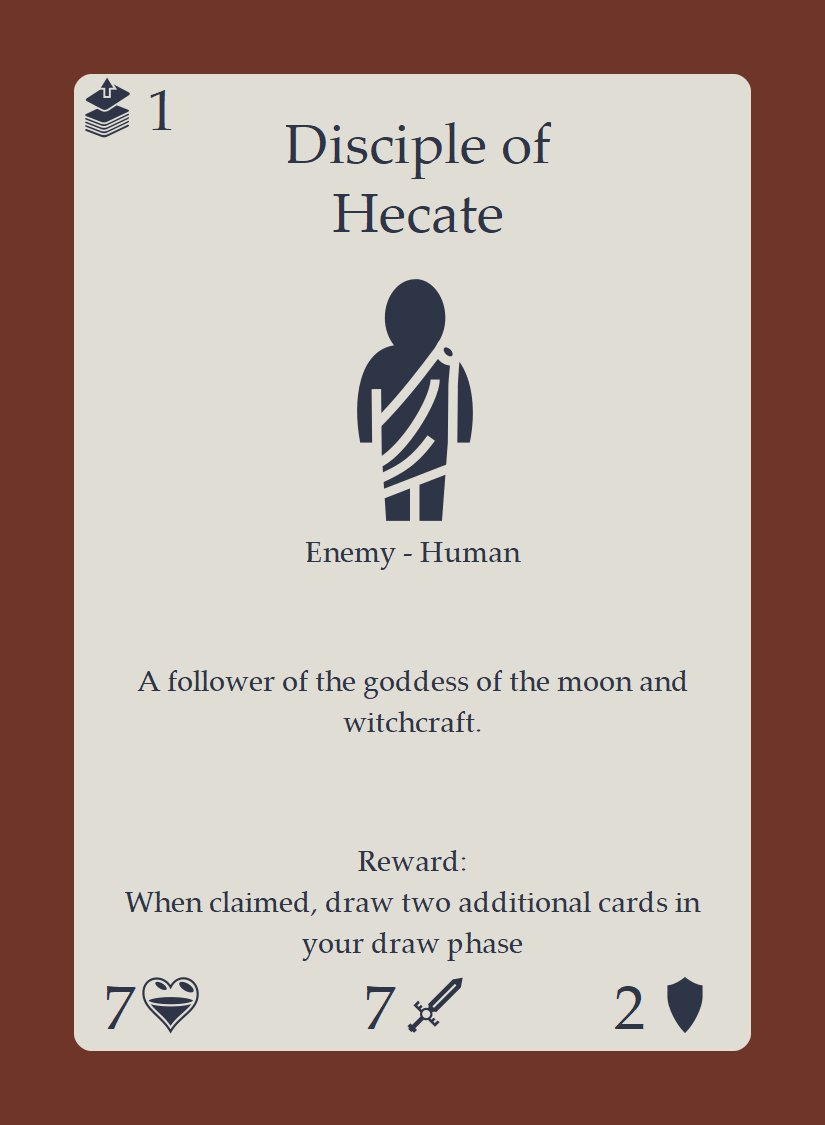 1
Disciple of
Hecate
Enemy - Human
A follower of the goddess of the moon and
witchcraft.
Reward:
When claimed, draw two additional cards in
your draw phase
7 7 2